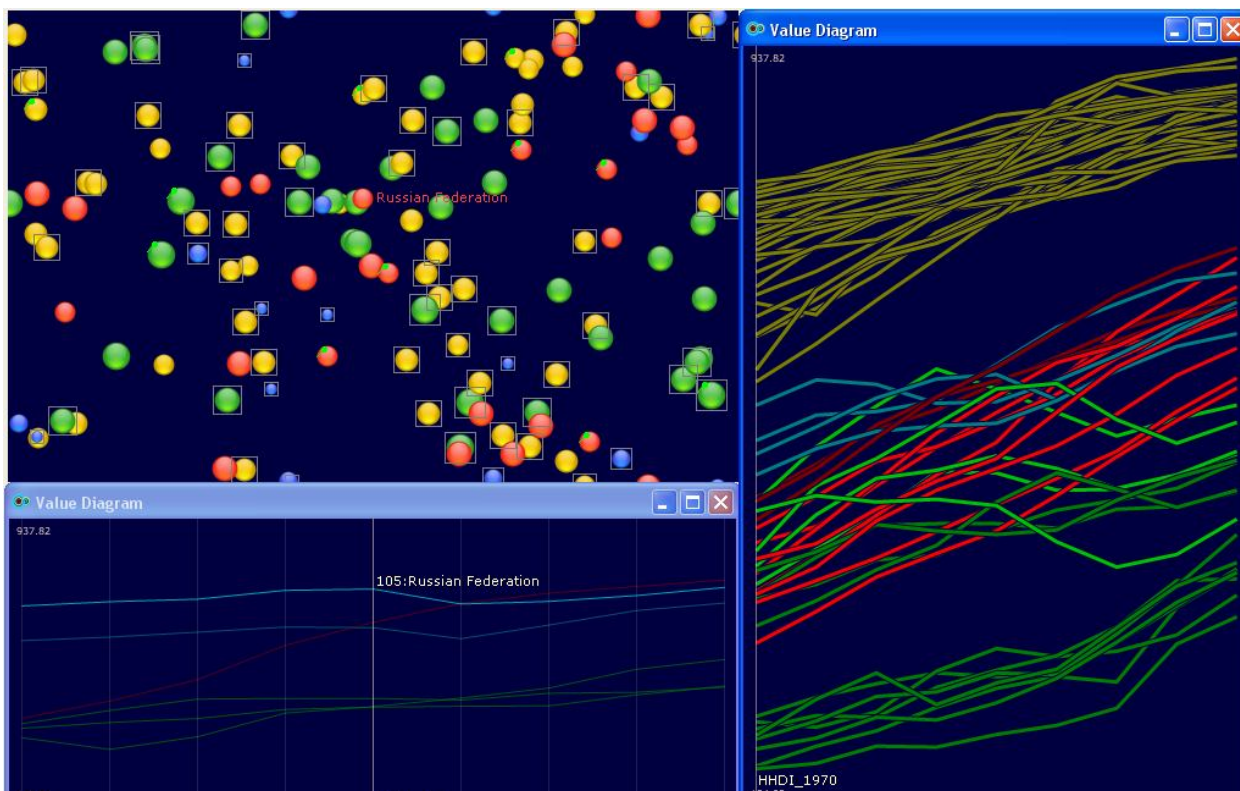 Value Diagram
937.82
Russian Federation
Value Diagram
937.82
105:Russian Federation
HHDI_1970